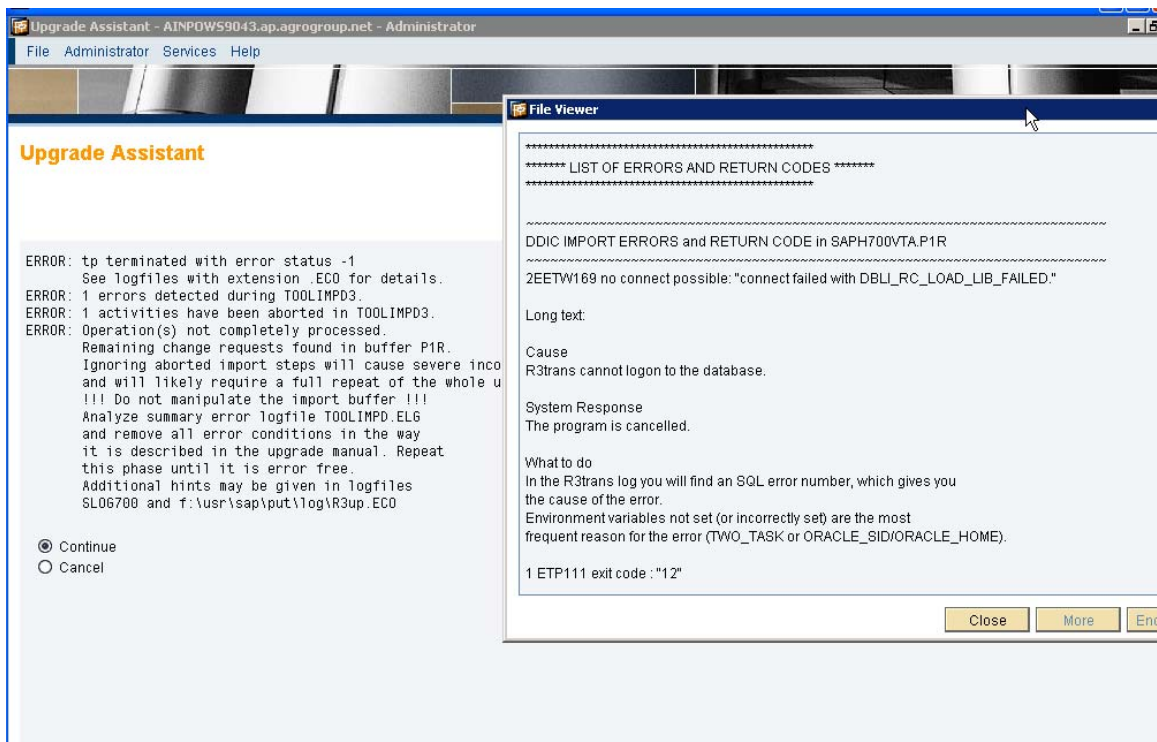 Upgrade Assistant - AINPOWS9043.ap.agrogroup.net - Administrator
File Administrator Services Help
Upgrade Assistant
ERROR: tp terminated with error status -1
See logfiles with extension .ECO for details.
ERROR: 1 errors detected during TOOLIMPD3.
ERROR: 1 activities have been aborted in TOOLIMPD3.
ERROR: Operation(s) not completely processed.
Remaining change requests found in buffer P1R.
Ignoring aborted import steps will cause severe inco
and will likely require a full repeat of the whole u
!!! Do not manipulate the import buffer !!!
Analyze summary error logfile TOOLIMPD.ELG
and remove all error conditions in the way
it is described in the upgrade manual. Repeat
this phase until it is error free.
Additional hints may be given in logfiles
SLOG700 and f:\usr\sap\put\log\R3up.ECO
Continue
Cancel
File Viewer
*************************************************
******* LIST OF ERRORS AND RETURN CODES *******
*************************************************
~~~~~~~~~~~~~~~~~~~~~~~~~~~~~~~~~~~~~~~~~~~~~~~~~~~~~~~~~~~~~~~~~~~~~~~~
DDIC IMPORT ERRORS and RETURN CODE in SAPH700VTA.P1R
~~~~~~~~~~~~~~~~~~~~~~~~~~~~~~~~~~~~~~~~~~~~~~~~~~~~~~~~~~~~~~~~~~~~~~~~
2EETW169 no connect possible: "connect failed with DBLI_RC_LOAD_LIB_FAILED."
Long text:
Cause
R3trans cannot logon to the database.
System Response
The program is cancelled.
What to do
In the R3trans log you will find an SQL error number, which gives you
the cause of the error.
Environment variables not set (or incorrectly set) are the most
frequent reason for the error (TWO_TASK or ORACLE_SID/ORACLE_HOME).
1 ETP111 exit code : "12"
Close More End